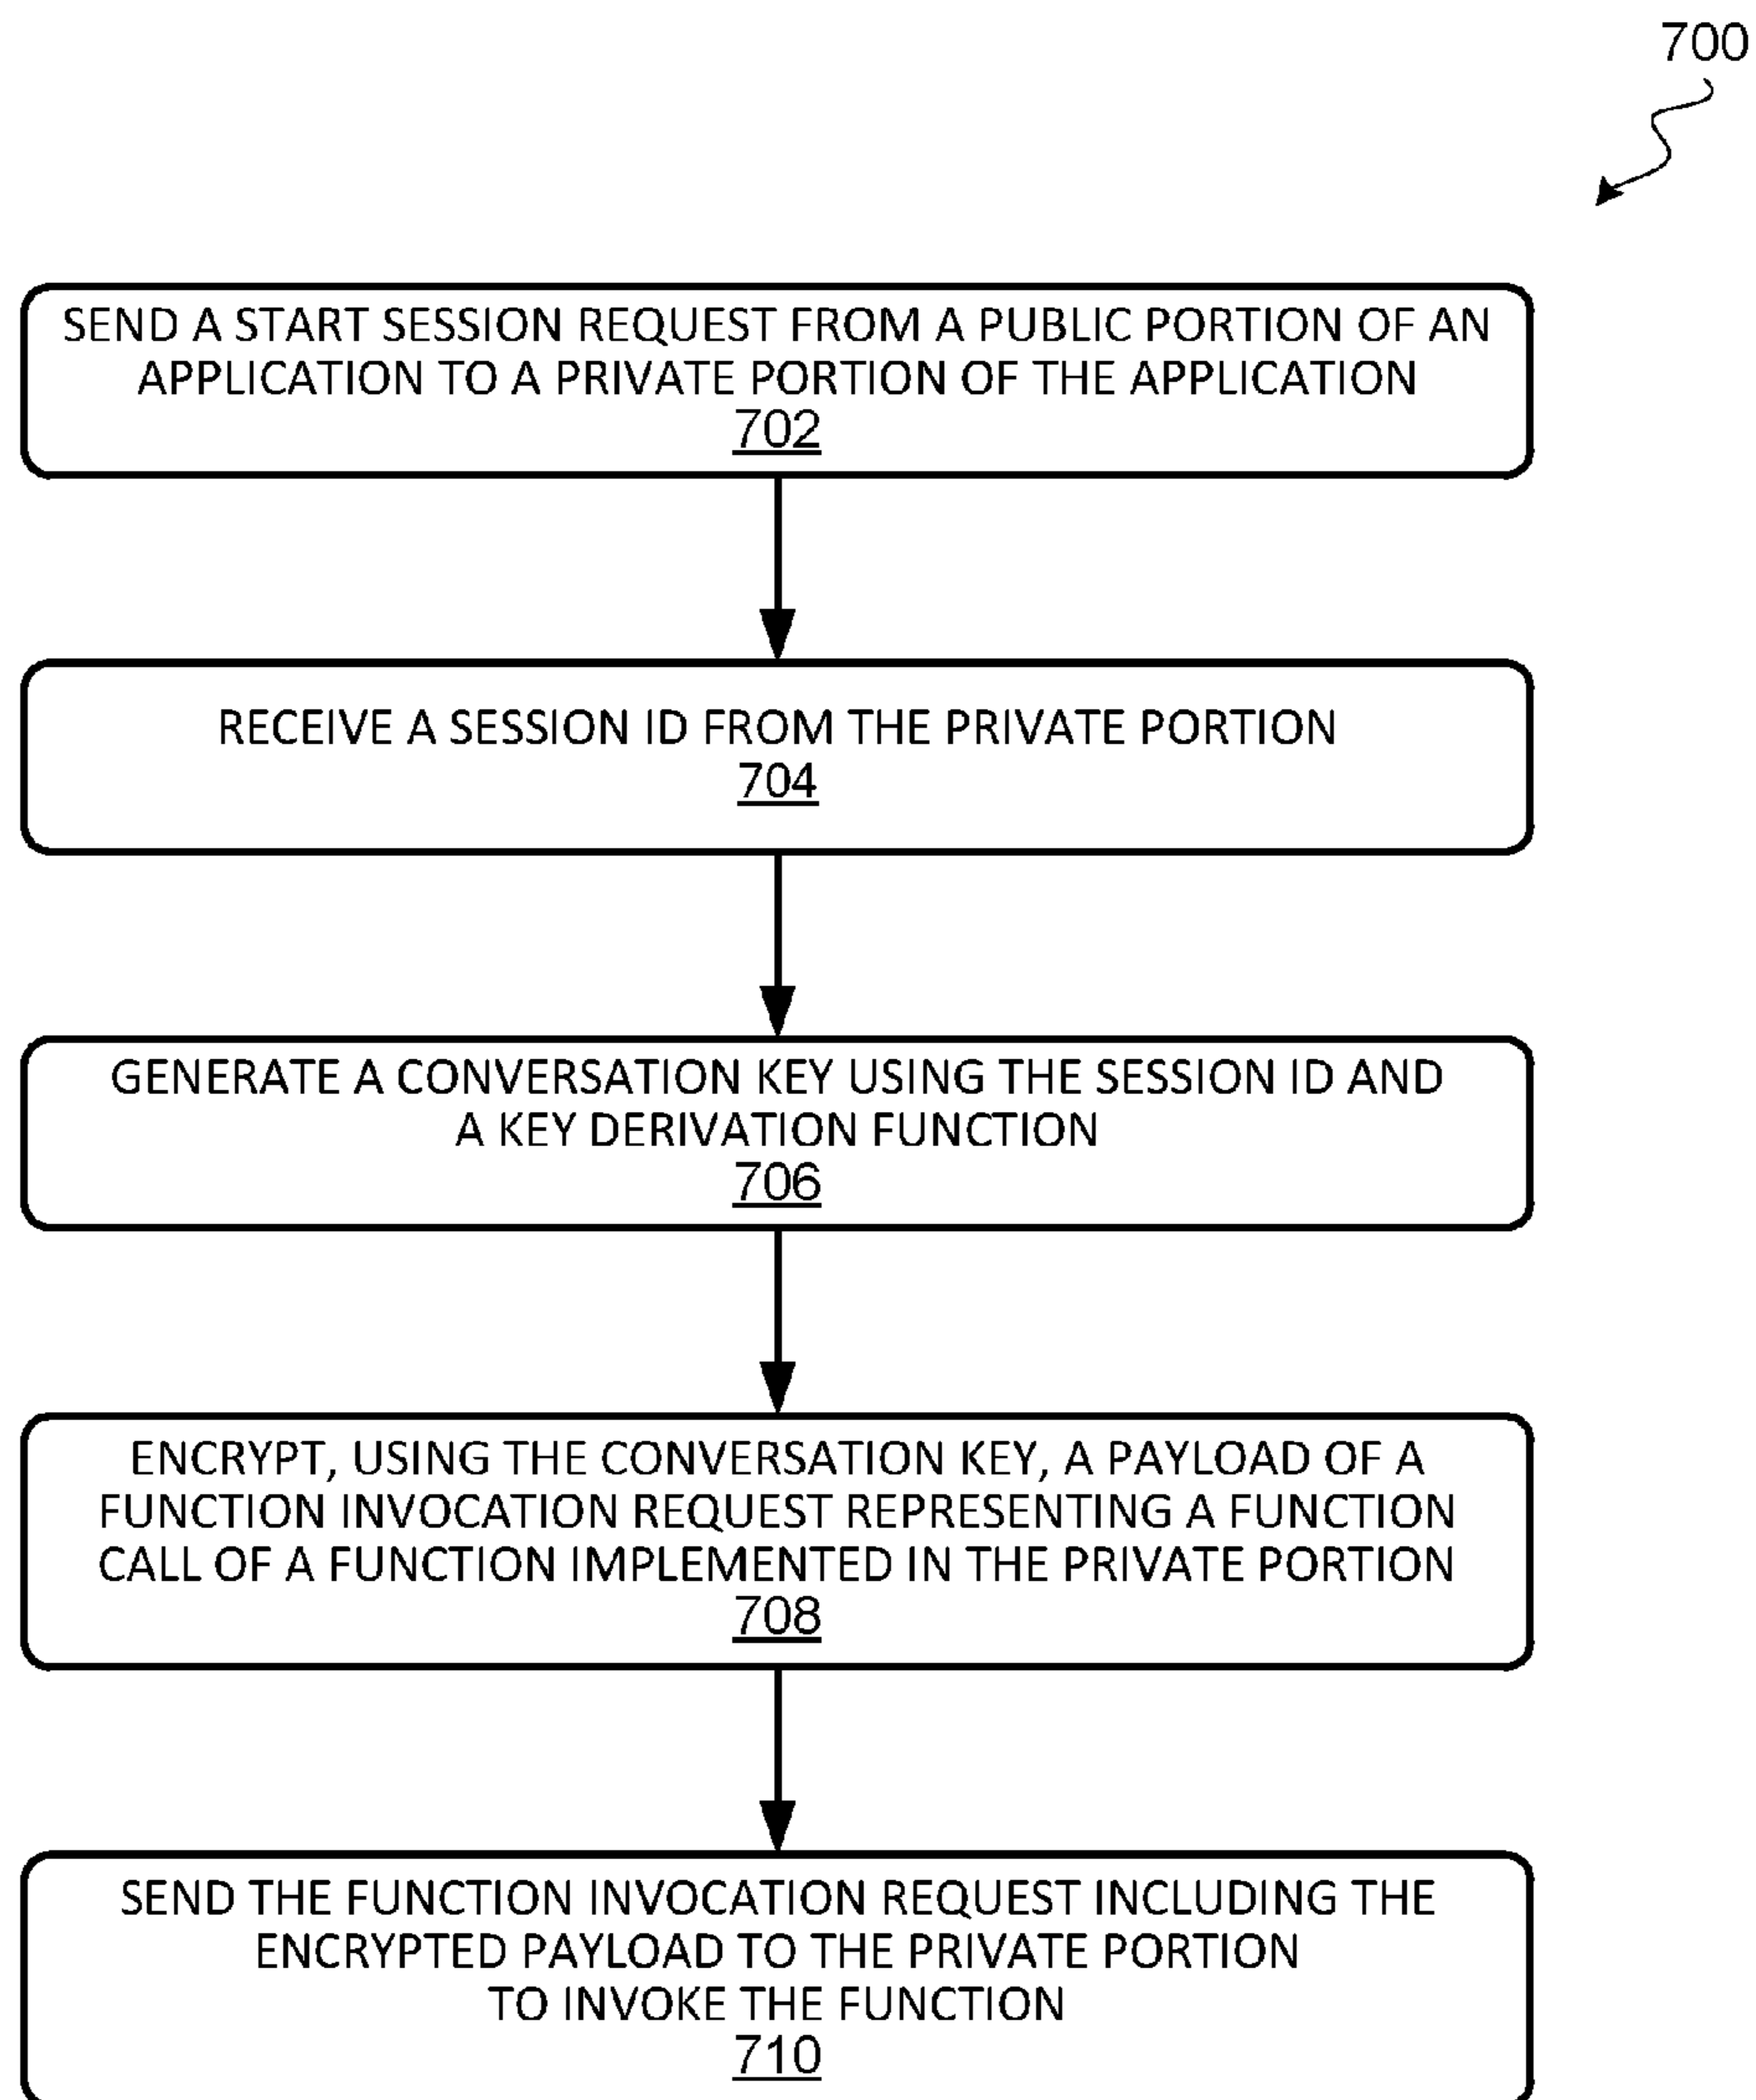 700
SEND A START SESSION REQUEST FROM A PUBLIC PORTION OF AN
APPLICATION TO A PRIVATE PORTION OF THE APPLICATION
702
RECEIVE A SESSION ID FROM THE PRIVATE PORTION
704
GENERATE A CONVERSATION KEY USING THE SESSION ID AND
A KEY DERIVATION FUNCTION
706
ENCRYPT, USING THE CONVERSATION KEY, A PAYLOAD OF A
FUNCTION INVOCATION REQUEST REPRESENTING A FUNCTION
CALL OF A FUNCTION IMPLEMENTED IN THE PRIVATE PORTION
708
SEND THE FUNCTION INVOCATION REQUEST INCLUDING THE
ENCRYPTED PAYLOAD TO THE PRIVATE PORTION
TO INVOKE THE FUNCTION
710